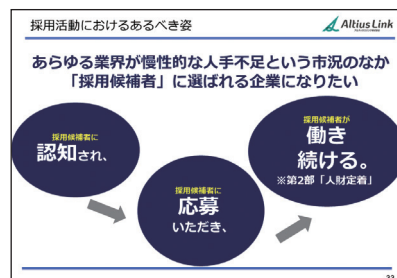 採用活動におけるあるべき姿
Altius Link
あらゆる業界が慢性的な人手不足という市況のなか
「採用候補者」に選ばれる企業になりたい
採用候補者に
認知され、
採用候補者に
応募
いただき、
採用候補者が
働き
続ける。
※第2部「人財定着」